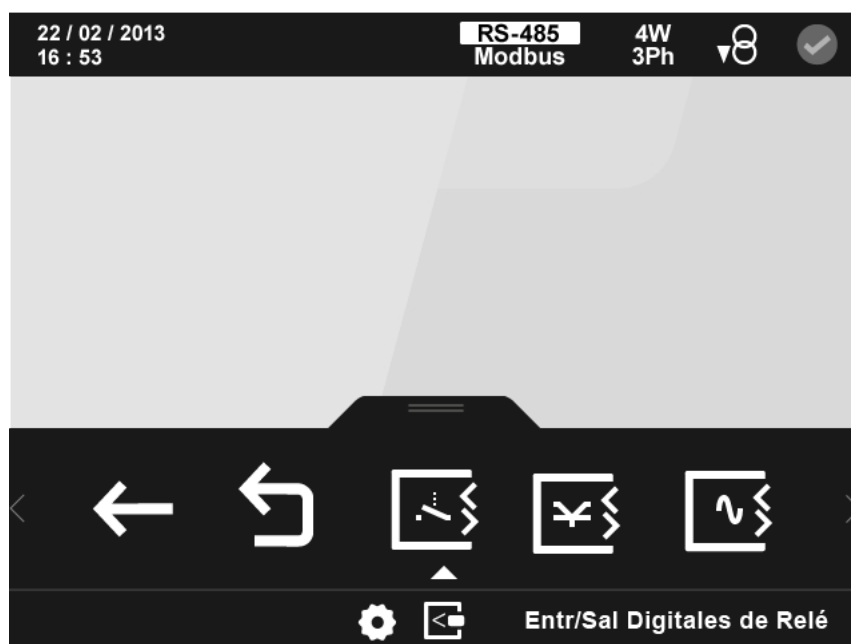 22 / 02 / 2013
16 : 53
RS-485
Modbus
4W
3Ph
Entr/Sal Digitales de Relé